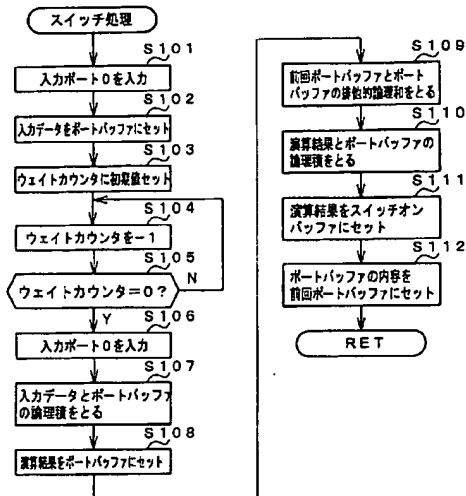 スイッチ処理
S101
入力ポート0を入力
S102
入力データをポートバッファにセット
S103
ウェイトカウンタに初期値セット
S104
ウェイトカウンタを−1
S105
ウェイトカウンタ=0?
N
Y
S106
入力ポート0を入力
S107
入力データとポートバッファ
の論理積をとる
S108
演算結果をポートバッファにセット
S109
前回ポートバッファとポート
バッファの排他的論理和をとる
S110
演算結果とポートバッファの
論理積をとる
S111
演算結果をスイッチオン
バッファにセット
S112
ポートバッファの内容を
前回ポートバッファにセット
RET